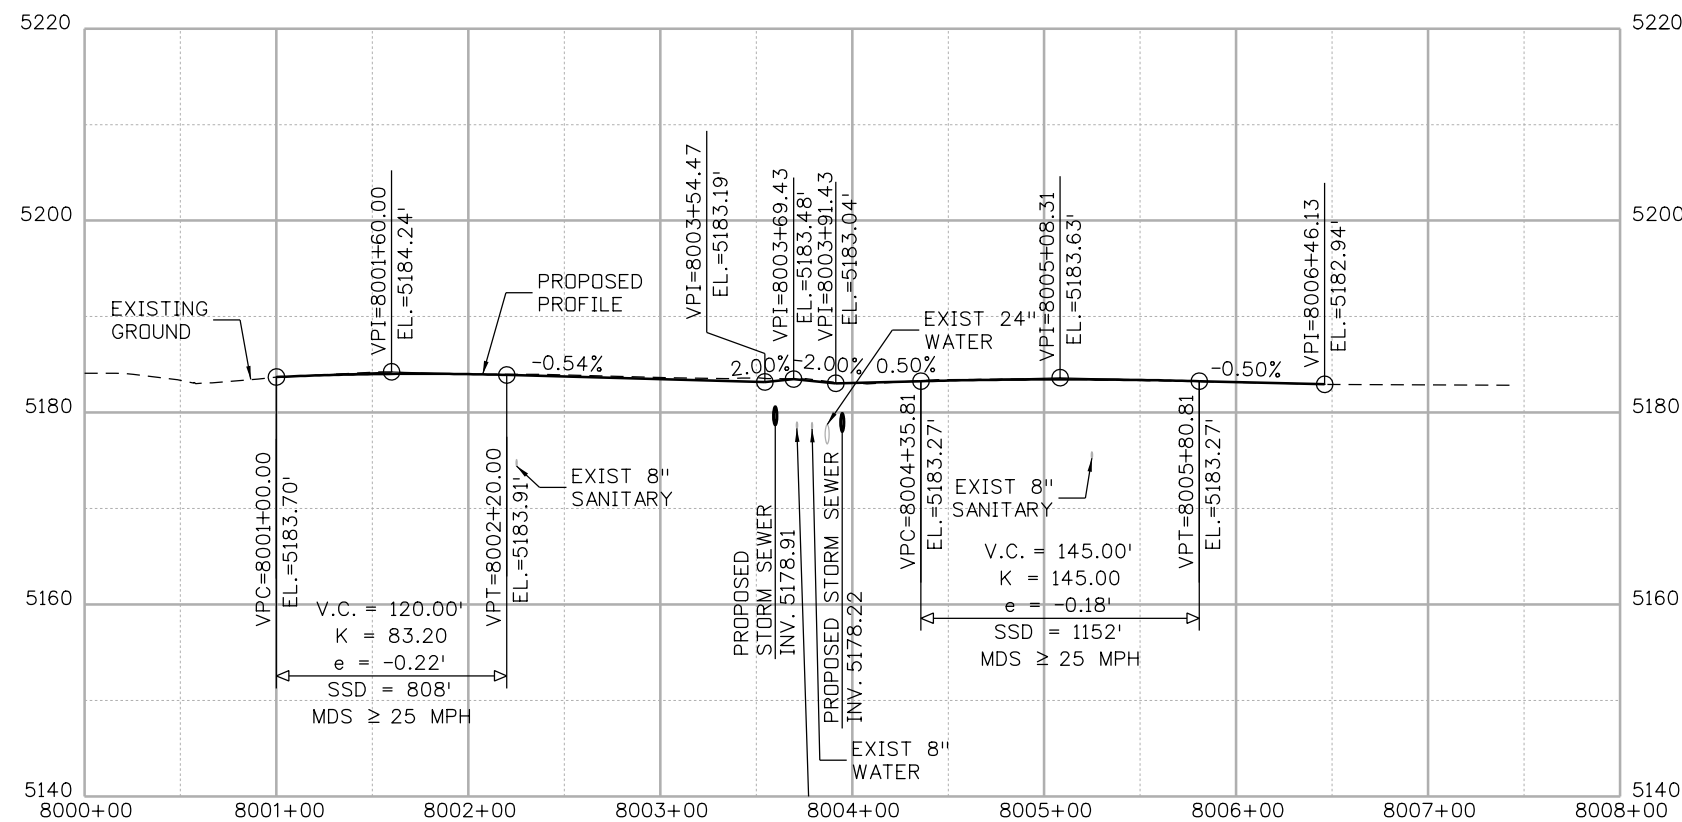 5220
5220
5200
5200
5180
5180
5160
5160
5140
5140
8000+00
8001+00
8002+00
8003+00
8004+00
8005+00
8006+00
8007+00
8008+00
EXISTING
GROUND
VPI=8001+60.00
EL.=5184.24'
PROPOSED
PROFILE
-0.54%
VPI=8003+54.47
EL.=5183.19'
VPI=8003+69.43
EL.=5183.48'
VPI=8003+91.43
EL.=5183.04'
2.00%
-2.00%
0.50%
EXIST 24"
WATER
VPI=8005+08.31
EL.=5183.63'
-0.50%
VPI=8006+46.13
EL.=5182.94'
VPC=8001+00.00
EL.=5183.70'
VPT=8002+20.00
EL.=5183.91'
EXIST 8"
SANITARY
V.C. = 120.00'
K = 83.20
e = -0.22'
SSD = 808'
MDS ≥ 25 MPH
PROPOSED
STORM SEWER
INV. 5178.91
PROPOSED STORM SEWER
INV. 5178.22
EXIST 8"
WATER
VPC=8004+35.81
EL.=5183.27'
EXIST 8"
SANITARY
VPT=8005+80.81
EL.=5183.27'
V.C. = 145.00'
K = 145.00
e = -0.18'
SSD = 1152'
MDS ≥ 25 MPH